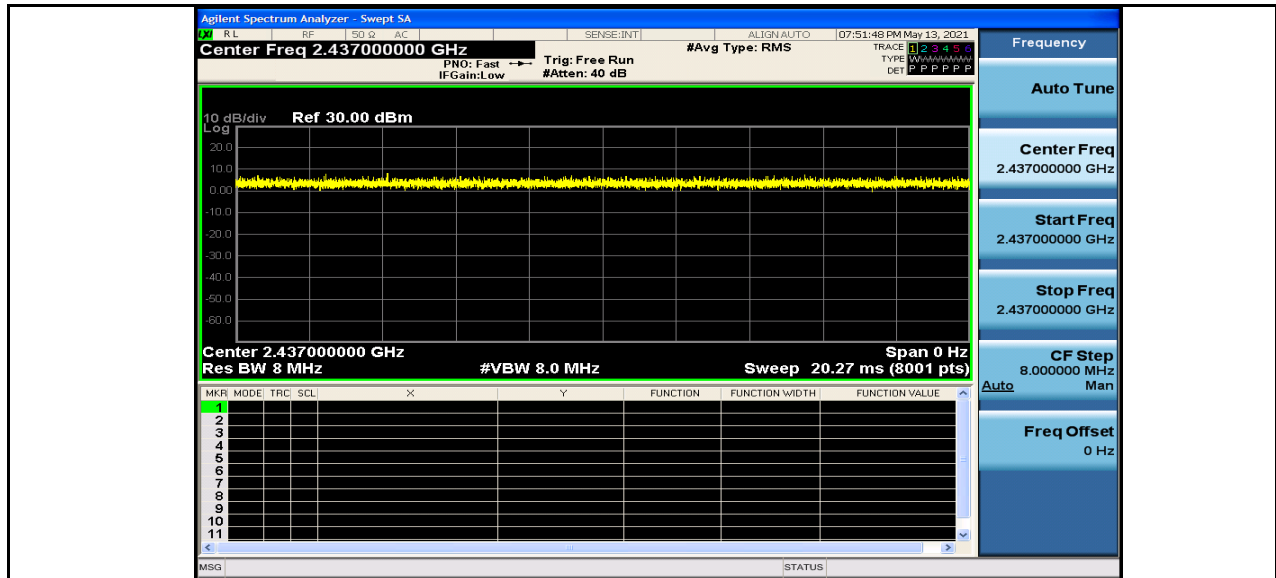 Agilent Spectrum Analyzer - Swept SA
LXI RL RF 50 Ω AC SENSE:INT ALIGNAUTO 07:51:48 PM May 13, 2021
Center Freq 2.437000000 GHz
PNO: Fast
IFGain:Low
Trig: Free Run
#Atten: 40 dB
#Avg Type: RMS
TRACE 1 2 3 4 5 6
TYPE
DET P P P P P P
10 dB/div Ref 30.00 dBm
Log
20.0
10.0
0.00
-10.0
-20.0
-30.0
-40.0
-50.0
-60.0
Center 2.437000000 GHz Span 0 Hz
Res BW 8 MHz #VBW 8.0 MHz Sweep 20.27 ms (8001 pts)
MKR MODE TRC SCL X Y FUNCTION FUNCTION WIDTH FUNCTION VALUE
1
2
3
4
5
6
7
8
9
10
11
MSG STATUS
Frequency
Auto Tune
Center Freq
2.437000000 GHz
Start Freq
2.437000000 GHz
Stop Freq
2.437000000 GHz
CF Step
8.000000 MHz
Auto Man
Freq Offset
0 Hz